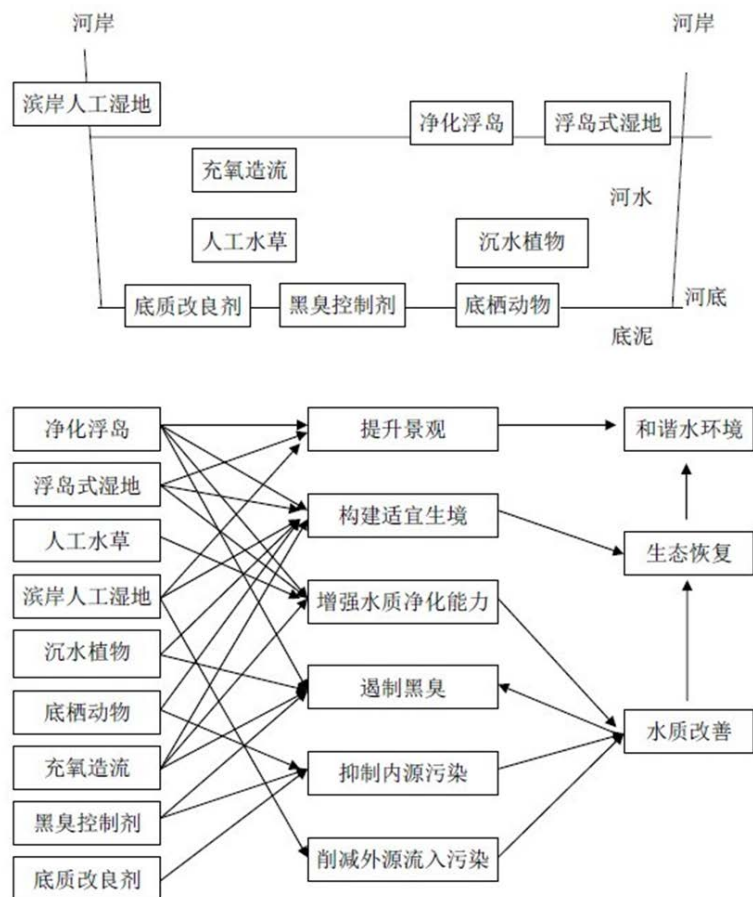 河岸
河岸
滨岸人工湿地
净化浮岛
浮岛式湿地
充氧造流
河水
人工水草
沉水植物
底质改良剂
黑臭控制剂
底栖动物
河底
底泥
净化浮岛
提升景观
和谐水环境
浮岛式湿地
构建适宜生境
人工水草
生态恢复
滨岸人工湿地
增强水质净化能力
沉水植物
遏制黑臭
底栖动物
水质改善
充氧造流
抑制内源污染
黑臭控制剂
削减外源流入污染
底质改良剂